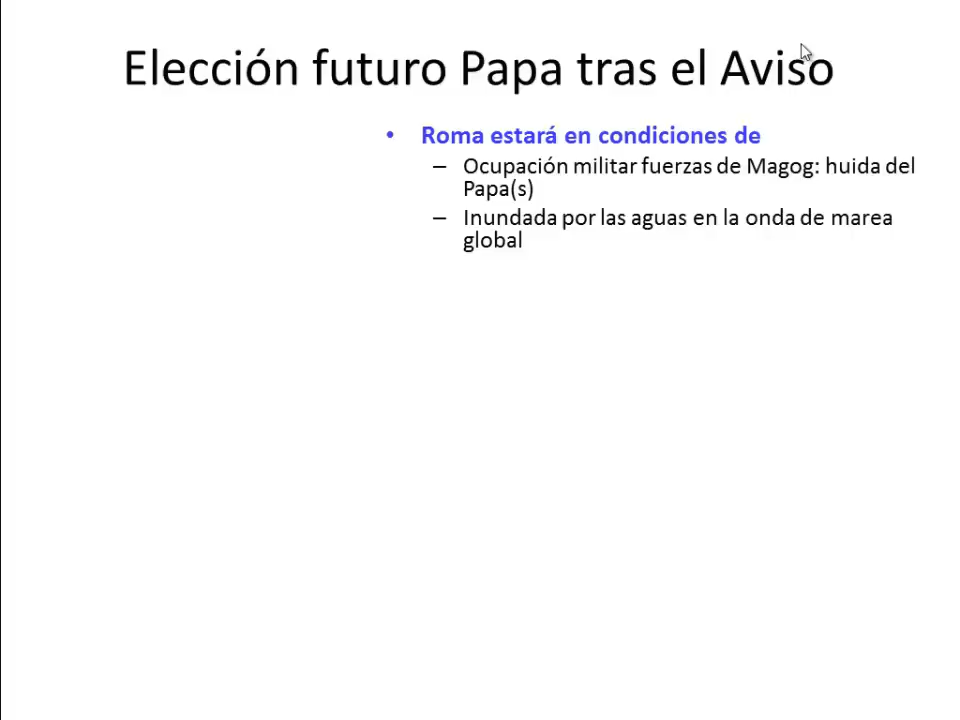 Elección futuro Papa tras el Aviso
• Roma estará en condiciones de
– Ocupación militar fuerzas de Magog: huida del
Papa(s)
– Inundada por las aguas en la onda de marea
global